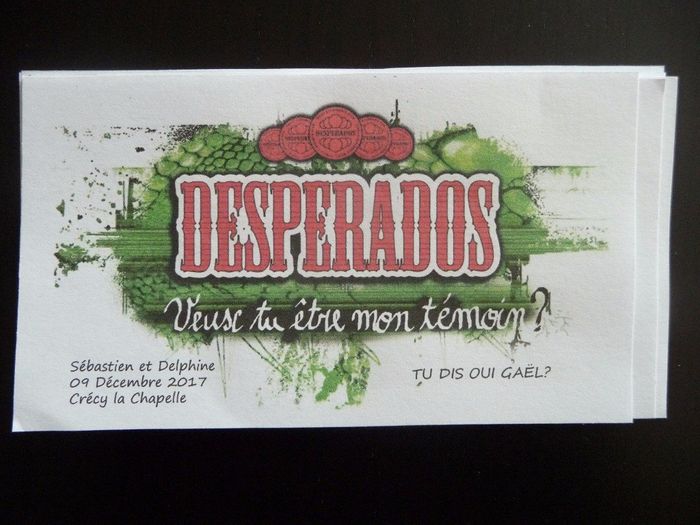 DESPERADOS
DESPERADOS
Veux tu être mon témoin ?
Sébastien et Delphine
09 Décembre 2017
Crécy la Chapelle
TU DIS OUI GAËL?